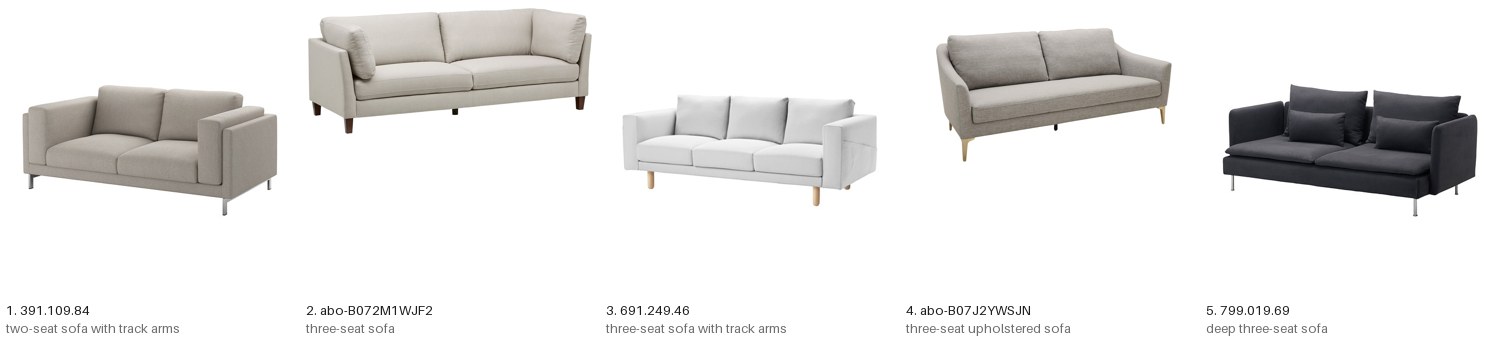 1. 391.109.84
two-seat sofa with track arms
2. abo-B072M1WJF2
three-seat sofa
3. 691.249.46
three-seat sofa with track arms
4. abo-B07J2YWSJN
three-seat upholstered sofa
5. 799.019.69
deep three-seat sofa